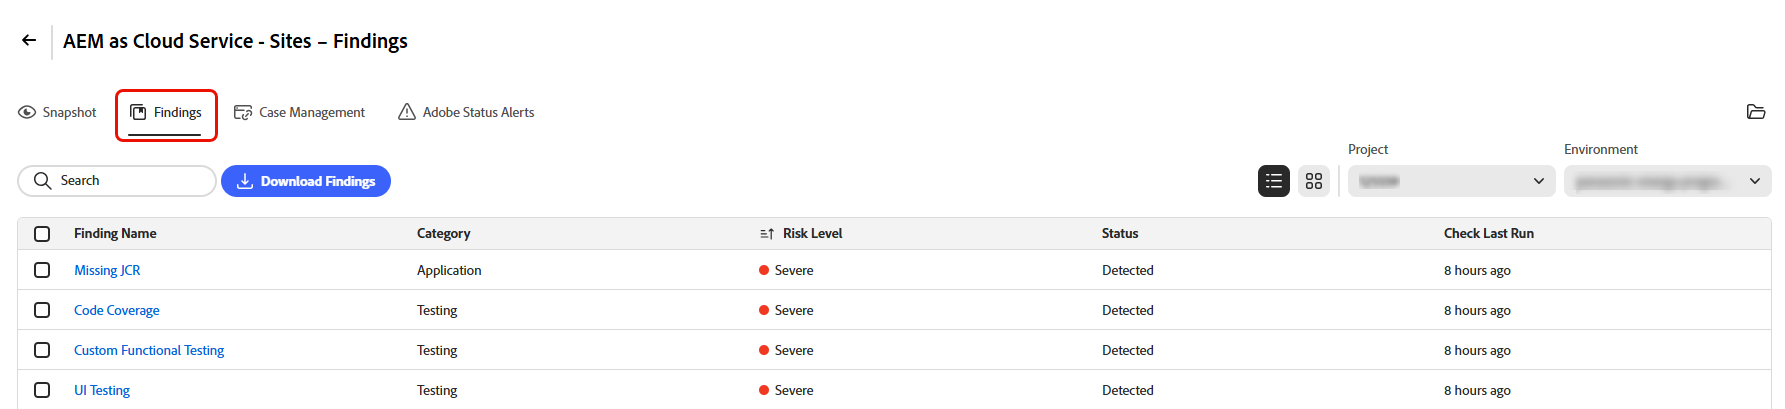 AEM as Cloud Service - Sites – Findings
Snapshot Findings Case Management Adobe Status Alerts
Project Environment
Search Download Findings
Finding Name Category Risk Level Status Check Last Run
Missing JCR Application Severe Detected 8 hours ago
Code Coverage Testing Severe Detected 8 hours ago
Custom Functional Testing Testing Severe Detected 8 hours ago
UI Testing Testing Severe Detected 8 hours ago